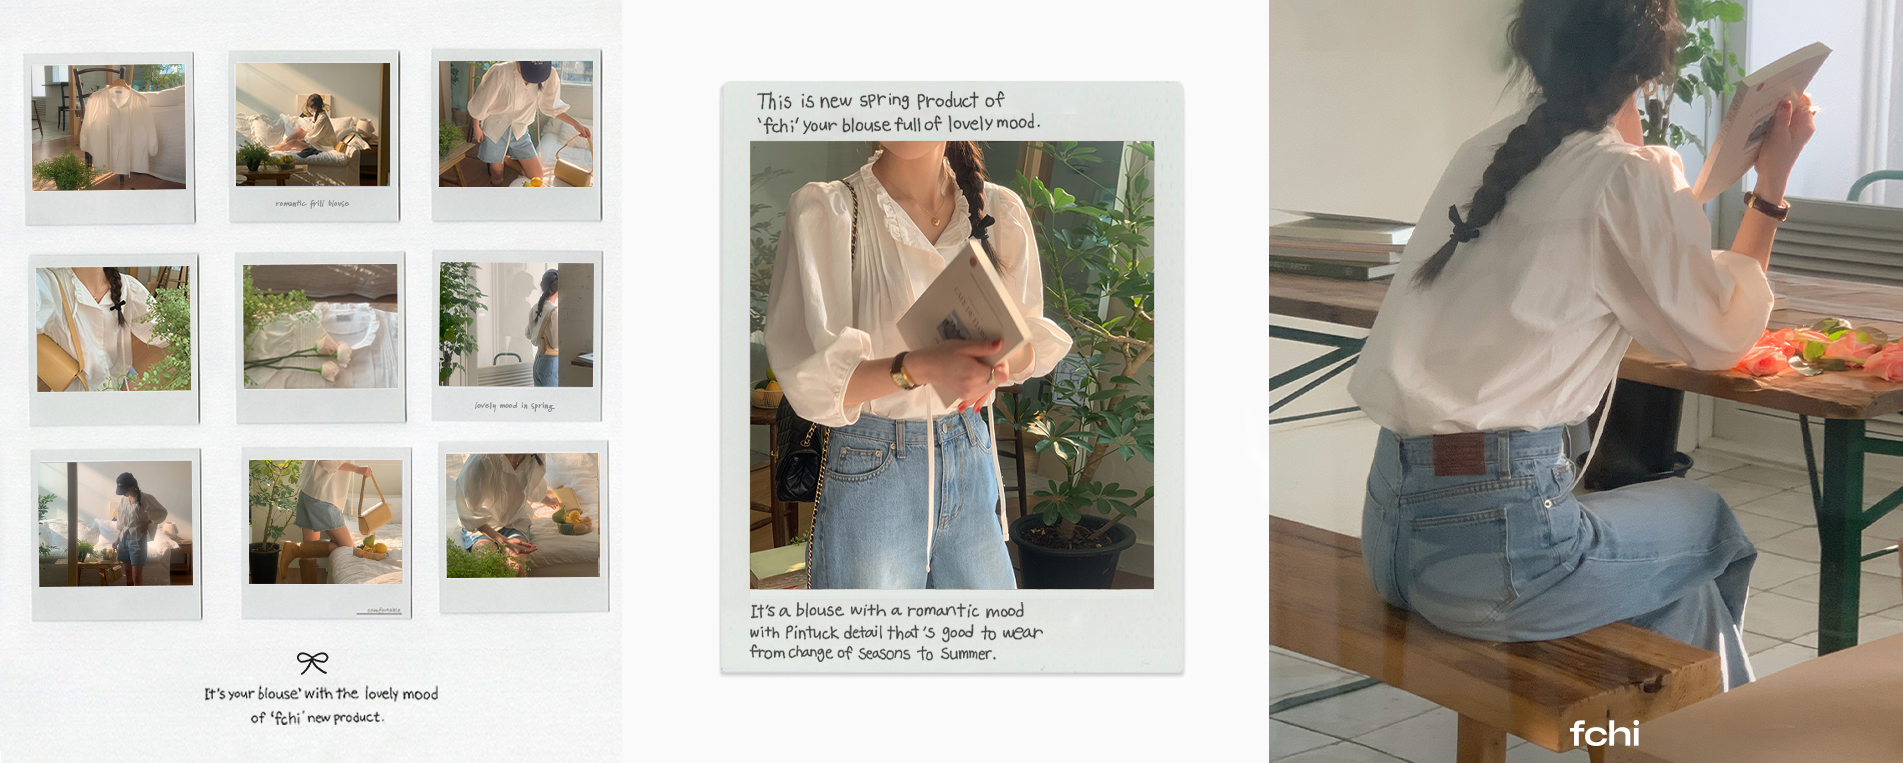 romantic frill blouse
lovely mood in spring
comfortable
It's your blouse' with the lovely mood
of 'fchi' new product.
This is new spring Product of
'fchi' your blouse full of lovely mood.
It's a blouse with a romantic mood
with Pintuck detail that's good to wear
from change of seasons to Summer.
fchi